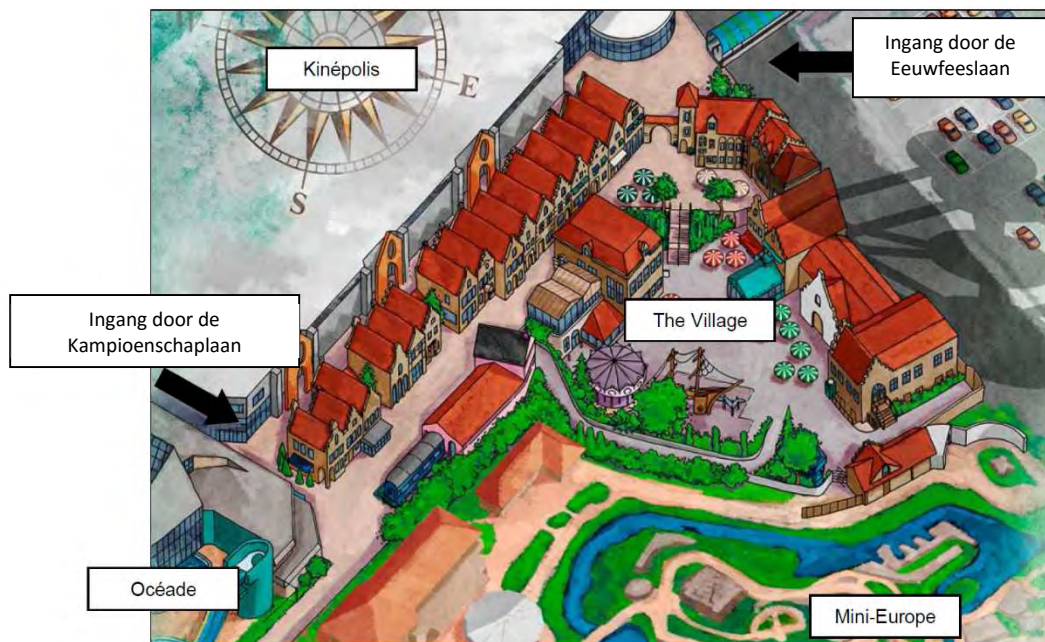 Kinépolis
Ingang door de
Eeuwfeeslaan
E
S
Ingang door de
Kampioenschaplaan
The Village
Océade
Mini-Europe